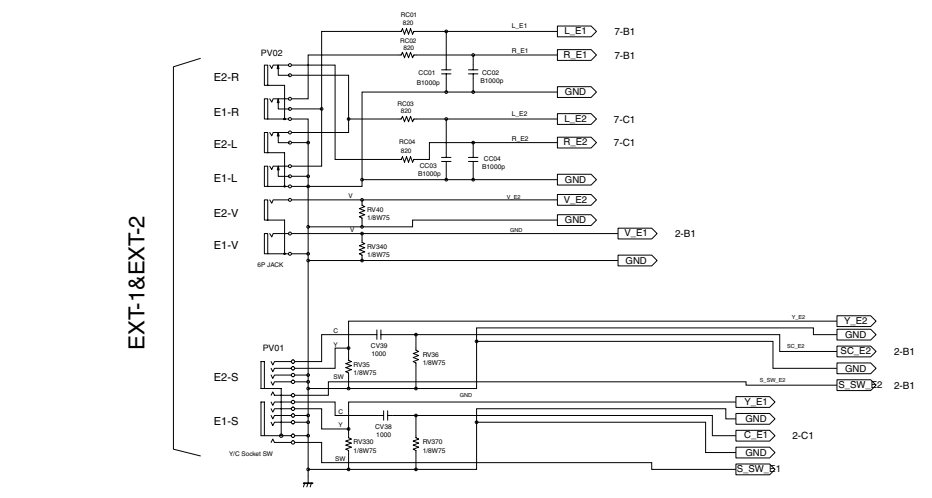 RC01
820
L_E1
L_E1
7-B1
RC02
820
R_E1
R_E1
7-B1
PV02
E2-R
CC01
B1000p
CC02
B1000p
GND
E1-R
RC03
820
L_E2
L_E2
7-C1
E2-L
RC04
820
R_E2
R_E2
7-C1
CC03
B1000p
CC04
B1000p
E1-L
GND
E2-V
V
V_E2
V_E2
RV40
1/8W75
GND
E1-V
V
GND
V_E1
2-B1
RV340
1/8W75
6P JACK
GND
EXT-1&EXT-2
Y_E2
Y_E2
C
GND
PV01
Y
CV39
1000
SC_E2
SC_E2
2-B1
RV35
1/8W75
RV36
1/8W75
GND
E2-S
SW
S_SW_E2
S_SW_E2
2-B1
GND
Y_E1
C
GND
E1-S
Y
CV38
1000
C_E1
2-C1
RV330
1/8W75
RV370
1/8W75
GND
Y/C Socket SW
SW
S_SW_E1